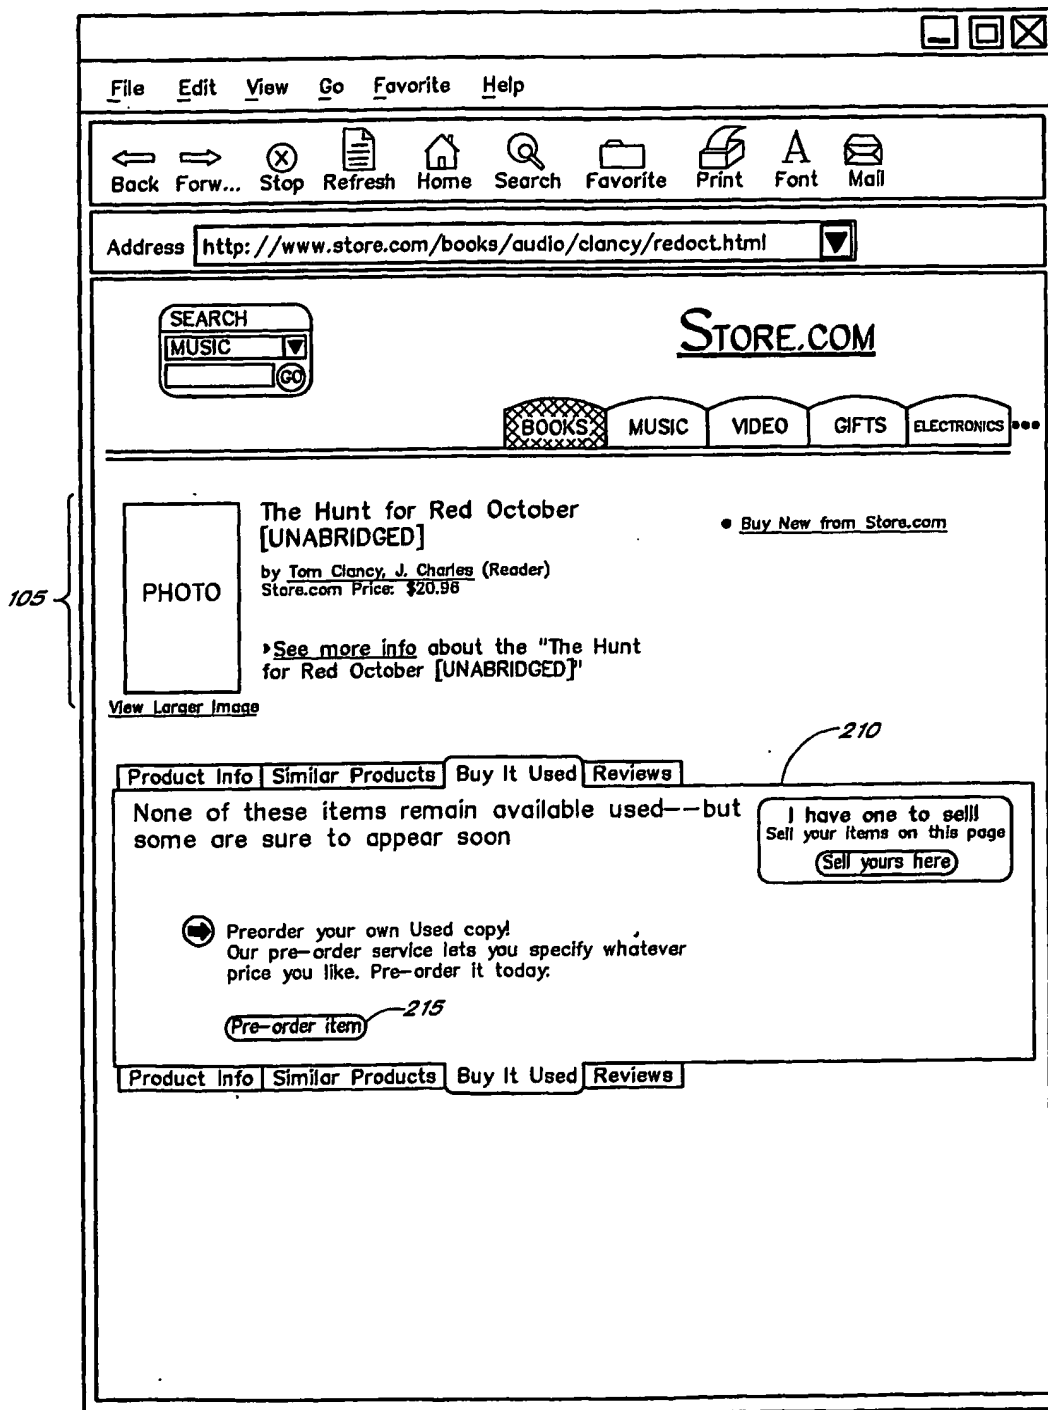 File Edit View Go Favorite Help
Back Forw... Stop Refresh Home Search Favorite Print Font Mail
Address http://www.store.com/books/audio/clancy/redoct.html
SEARCH
MUSIC
GO
STORE.COM
BOOKS MUSIC VIDEO GIFTS ELECTRONICS •••
105
PHOTO
View Larger Image
The Hunt for Red October
[UNABRIDGED]
by Tom Clancy, J. Charles (Reader)
Store.com Price: $20.96
See more info about the "The Hunt
for Red October [UNABRIDGED]"
• Buy New from Store.com
210
Product Info Similar Products Buy It Used Reviews
None of these items remain available used--but
some are sure to appear soon
I have one to sell!
Sell your items on this page
Sell yours here
Preorder your own Used copy!
Our pre-order service lets you specify whatever
price you like. Pre-order it today.
215
Pre-order item
Product Info Similar Products Buy It Used Reviews